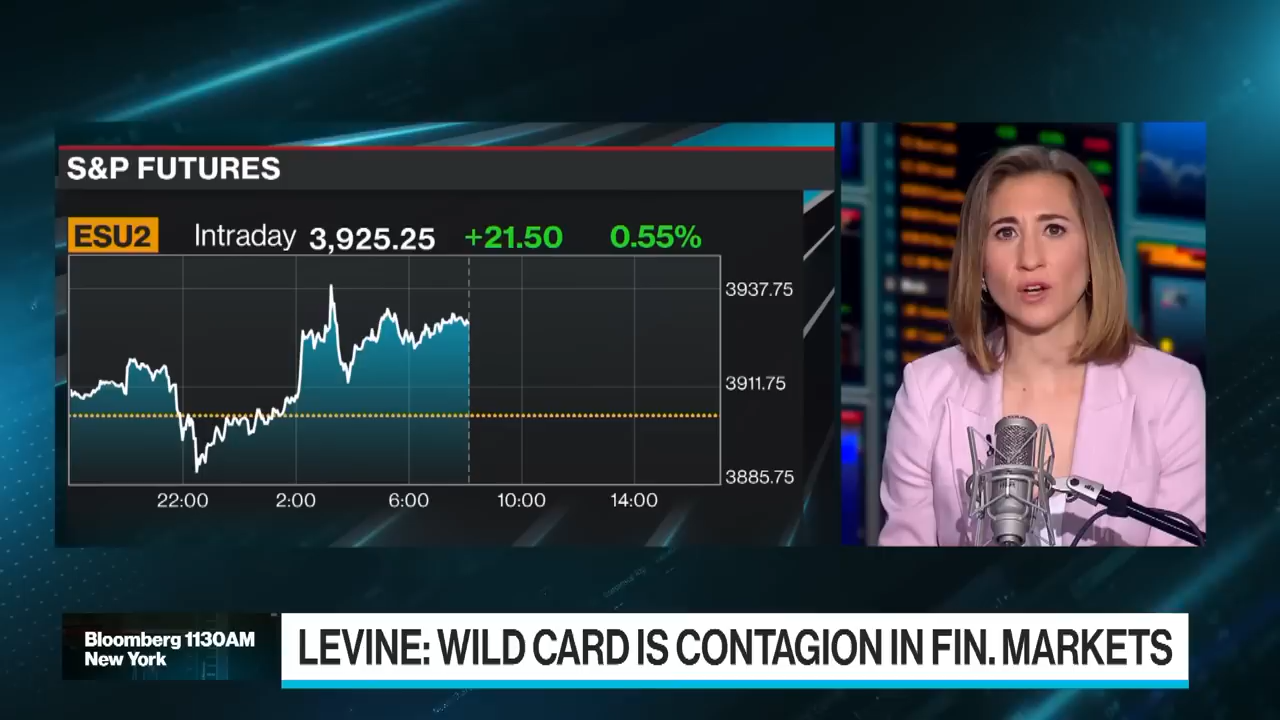 S&P FUTURES
ESU2 Intraday 3,925.25 +21.50 0.55%
3937.75
3911.75
3885.75
22:00 2:00 6:00 10:00 14:00
Bloomberg 1130AM
New York
LEVINE: WILD CARD IS CONTAGION IN FIN. MARKETS